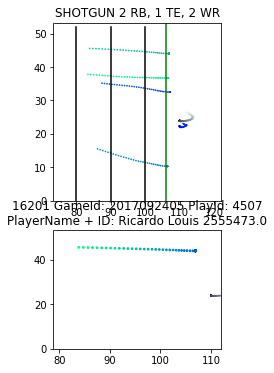 SHOTGUN 2 RB, 1 TE, 2 WR
50
40
30
20
10
0
80 90 100 110 120
16201 GameId: 2017092405 PlayId: 4507
PlayerName + ID: Ricardo Louis 2555473.0
40
20
0
80 90 100 110